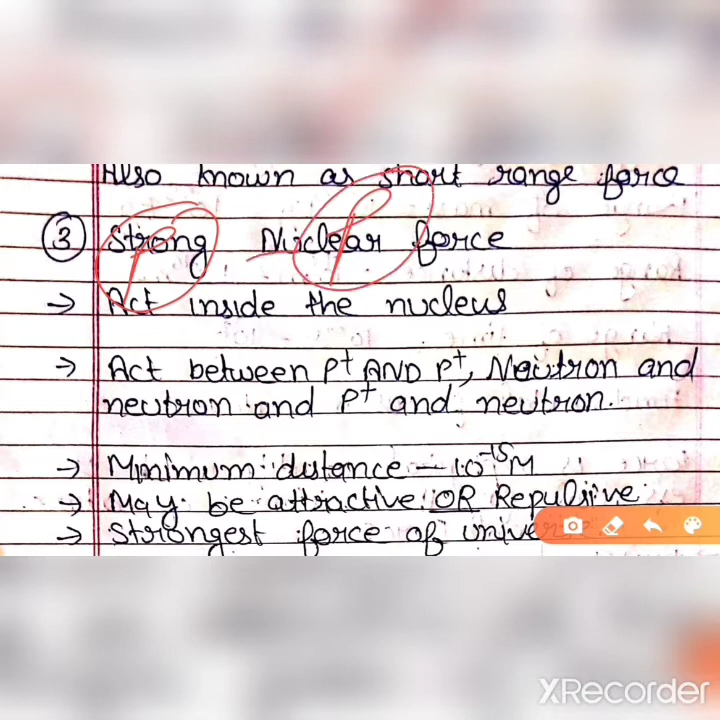 Also known as short range force
③ Strong Nuclear force
→ Act inside the nucleus
→ Act between P+ AND P+, Neutron and
neutron and P+ and neutron.
→ Minimum distance – 10⁻¹⁵M
→ May be attractive OR Repulsive
→ Strongest force of unive
XRecorder